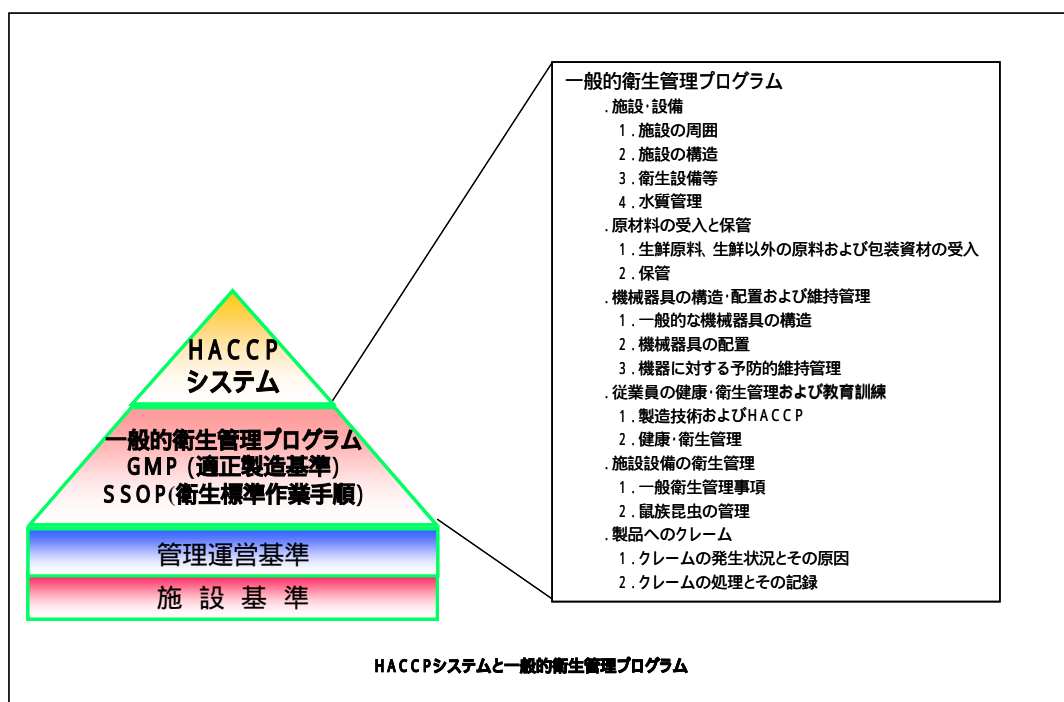 一般的衛生管理プログラム
.施設・設備
1.施設の周囲
2.施設の構造
3.衛生設備等
4.水質管理
.原材料の受入と保管
1.生鮮原料、生鮮以外の原料および包装資材の受入
2.保管
.機械器具の構造・配置および維持管理
1.一般的な機械器具の構造
2.機械器具の配置
3.機器に対する予防的維持管理
.従業員の健康・衛生管理および教育訓練
1.製造技術およびHACCP
2.健康・衛生管理
.施設設備の衛生管理
1.一般衛生管理事項
2.鼠族昆虫の管理
.製品へのクレーム
1.クレームの発生状況とその原因
2.クレームの処理とその記録
HACCP
システム
一般的衛生管理プログラム
GMP (適正製造基準)
SSOP(衛生標準作業手順)
管理運営基準
施設基準
HACCPシステムと一般的衛生管理プログラム